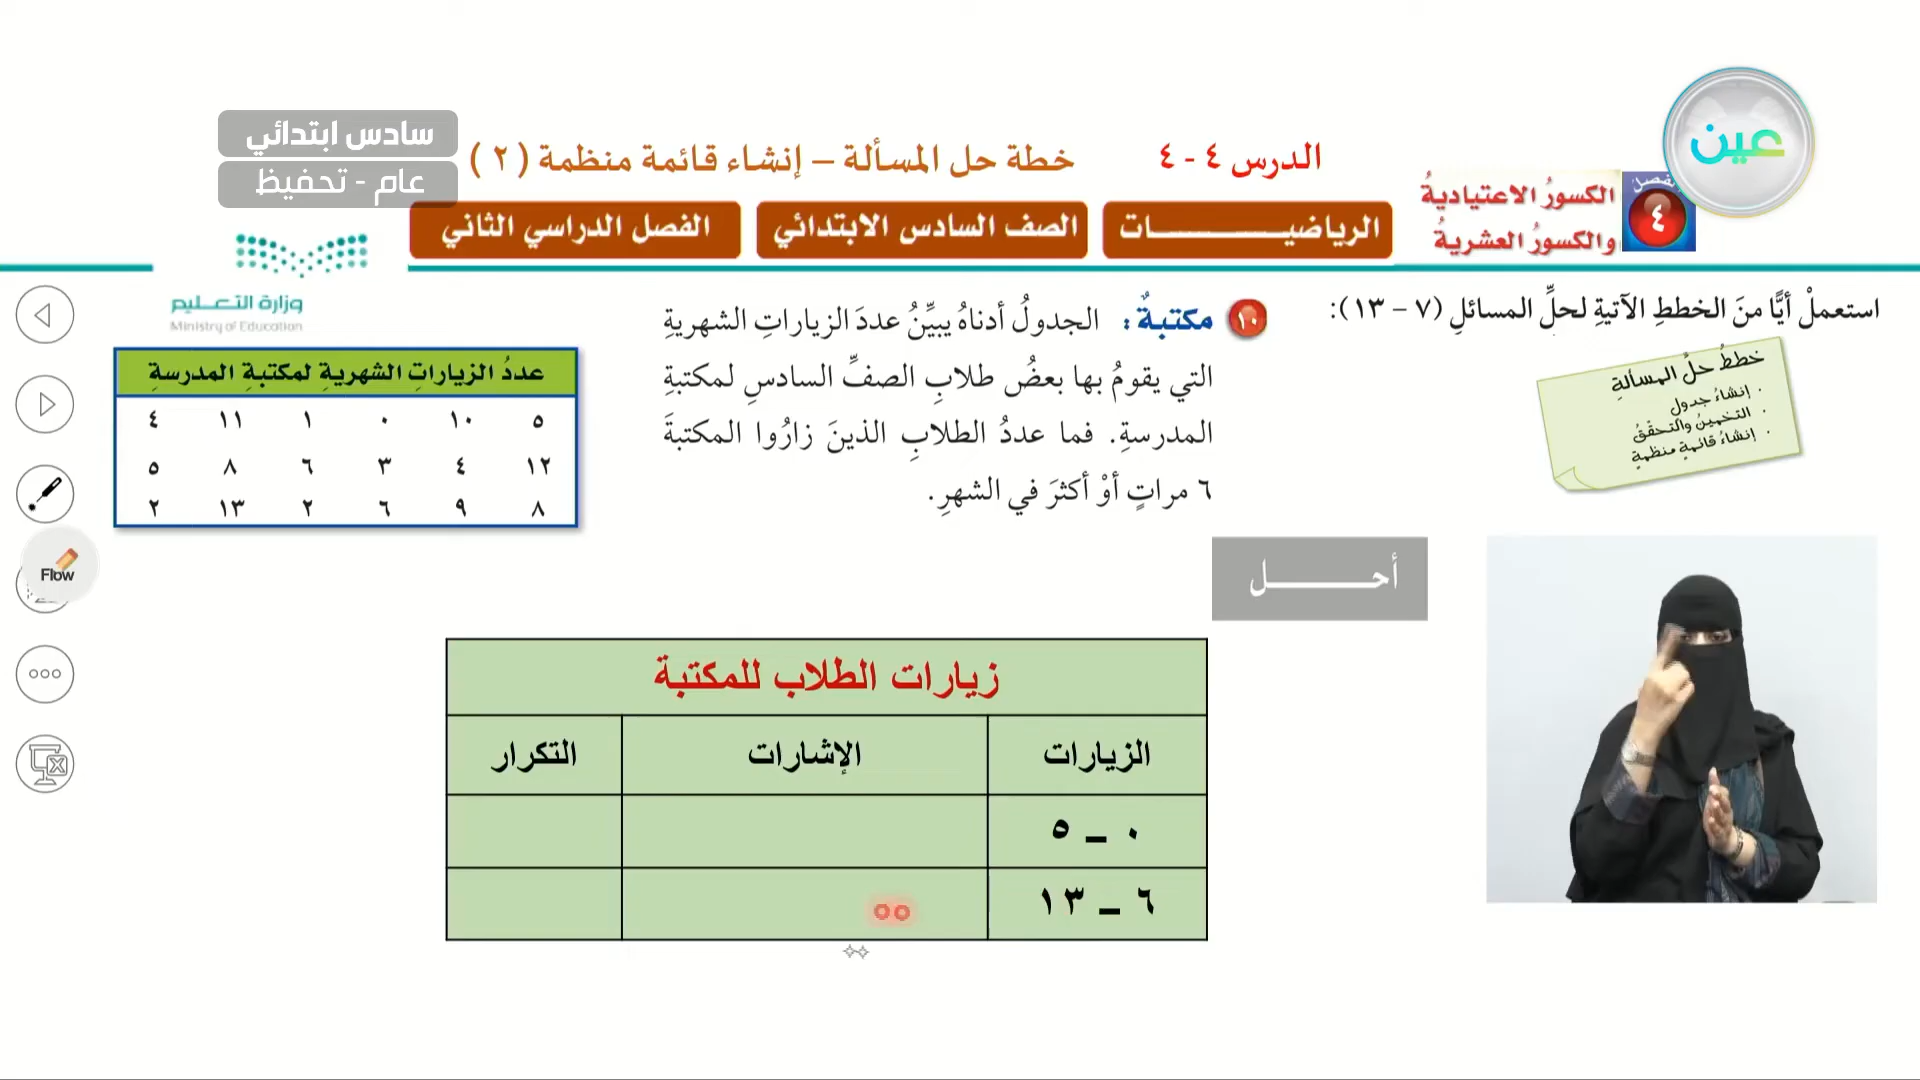 عين
سادس ابتدائي
عام - تحفيظ
الدرس ٤ - ٤
خطة حل المسألة – إنشاء قائمة منظمة ( ٢ )
الفصل
٤
الكسورُ الاعتياديةُ
والكسورُ العشريةُ
الرياضيـــــــــــــات
الصف السادس الابتدائي
الفصل الدراسي الثاني
وزارة التعـــليم
Ministry of Education
استعملْ أيًّا منَ الخططِ الآتيةِ لحلِّ المسائلِ (٧ – ١٣):
خططُ حلِّ المسألةِ
· إنشاءُ جدول
· التخمينُ والتحقّقُ
· إنشاءُ قائمةٍ منظمةٍ
١٠ مكتبةٌ: الجدولُ أدناهُ يبيِّنُ عددَ الزياراتِ الشهريةِ
التي يقومُ بها بعضُ طلابِ الصفِّ السادسِ لمكتبةِ
المدرسةِ. فما عددُ الطلابِ الذينَ زارُوا المكتبةَ
٦ مراتٍ أوْ أكثرَ في الشهرِ.
عددُ الزياراتِ الشهريةِ لمكتبةِ المدرسةِ
٥ ١٠ ٠ ١ ١١ ٤
١٢ ٤ ٣ ٦ ٨ ٥
٨ ٩ ٦ ٢ ١٣ ٢
Flow
أحـــــــــل
زيارات الطلاب للمكتبة
الزيارات الإشارات التكرار
٠ – ٥
٦ – ١٣